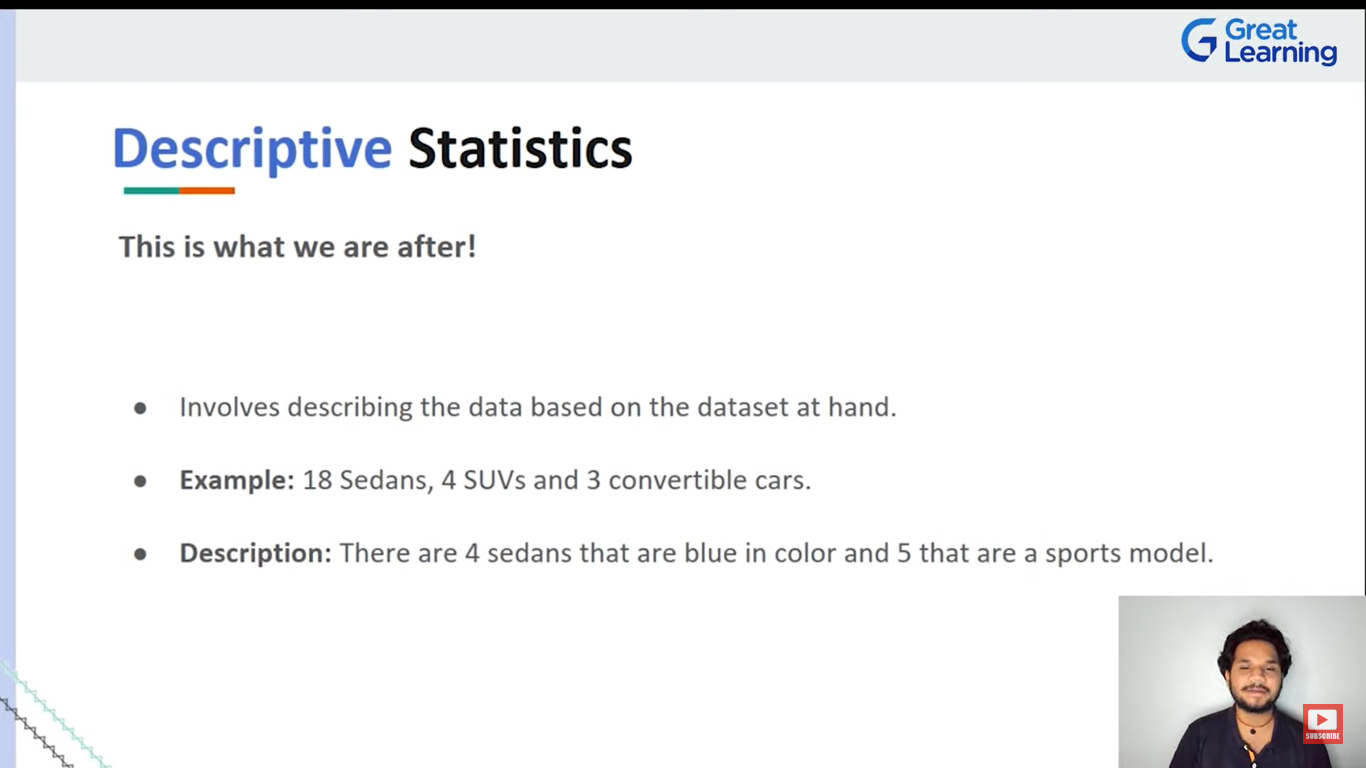 Great
Learning
Descriptive Statistics
This is what we are after!
● Involves describing the data based on the dataset at hand.
● Example: 18 Sedans, 4 SUVs and 3 convertible cars.
● Description: There are 4 sedans that are blue in color and 5 that are a sports model.
SUBSCRIBE